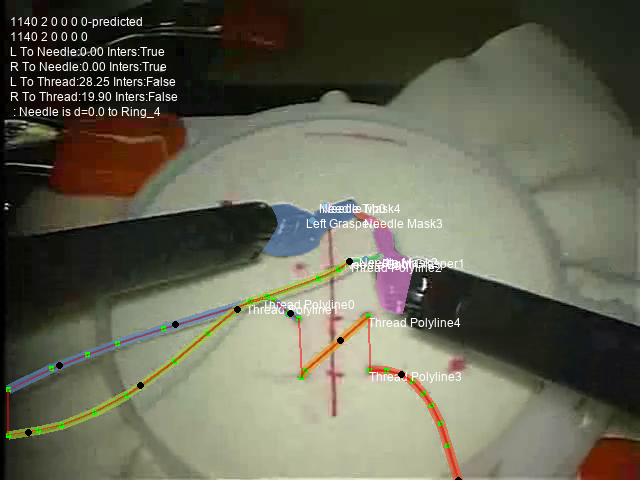 1140 2 0 0 0 0-predicted
1140 2 0 0 0 0
L To Needle:0.00 Inters:True
R To Needle:0.00 Inters:True
L To Thread:28.25 Inters:False
R To Thread:19.90 Inters:False
: Needle is d=0.0 to Ring_4
Left Graspe
Needle Mask3
Thread Polyline2
Thread Polyline0
Thread Polyline1
Thread Polyline4
Thread Polyline3